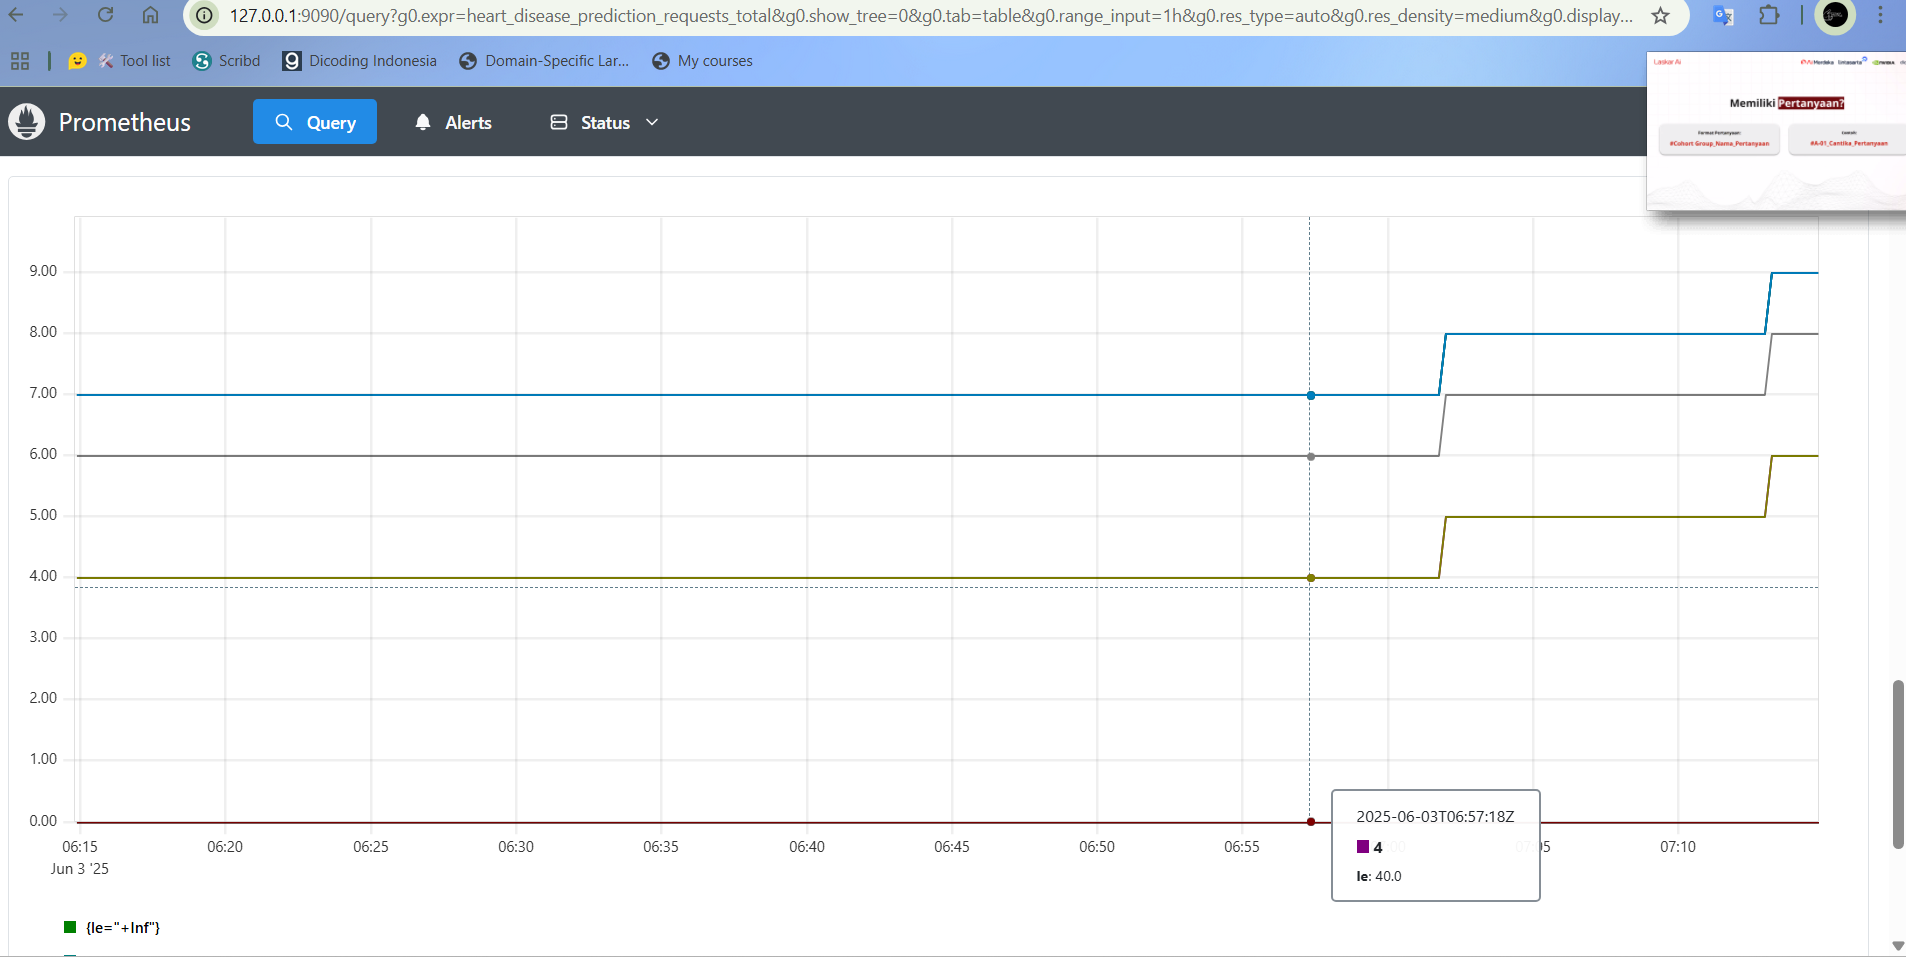 127.0.0.1:9090/query?g0.expr=heart_disease_prediction_requests_total&g0.show_tree=0&g0.tab=table&g0.range_input=1h&g0.res_type=auto&g0.res_density=medium&g0.display...
Tool list
Scribd
Dicoding Indonesia
Domain-Specific Lar...
My courses
Laskar Ai
Memiliki Pertanyaan?
Format Pertanyaan:
#Cohort Group_Nama_Pertanyaan
Contoh:
#A-01_Cantika_Pertanyaan
Prometheus
Query
Alerts
Status
9.00
8.00
7.00
6.00
5.00
4.00
3.00
2.00
1.00
0.00
06:15
06:20
06:25
06:30
06:35
06:40
06:45
06:50
06:55
07:10
Jun 3 '25
2025-06-03T06:57:18Z
4
le: 40.0
{le="+Inf"}